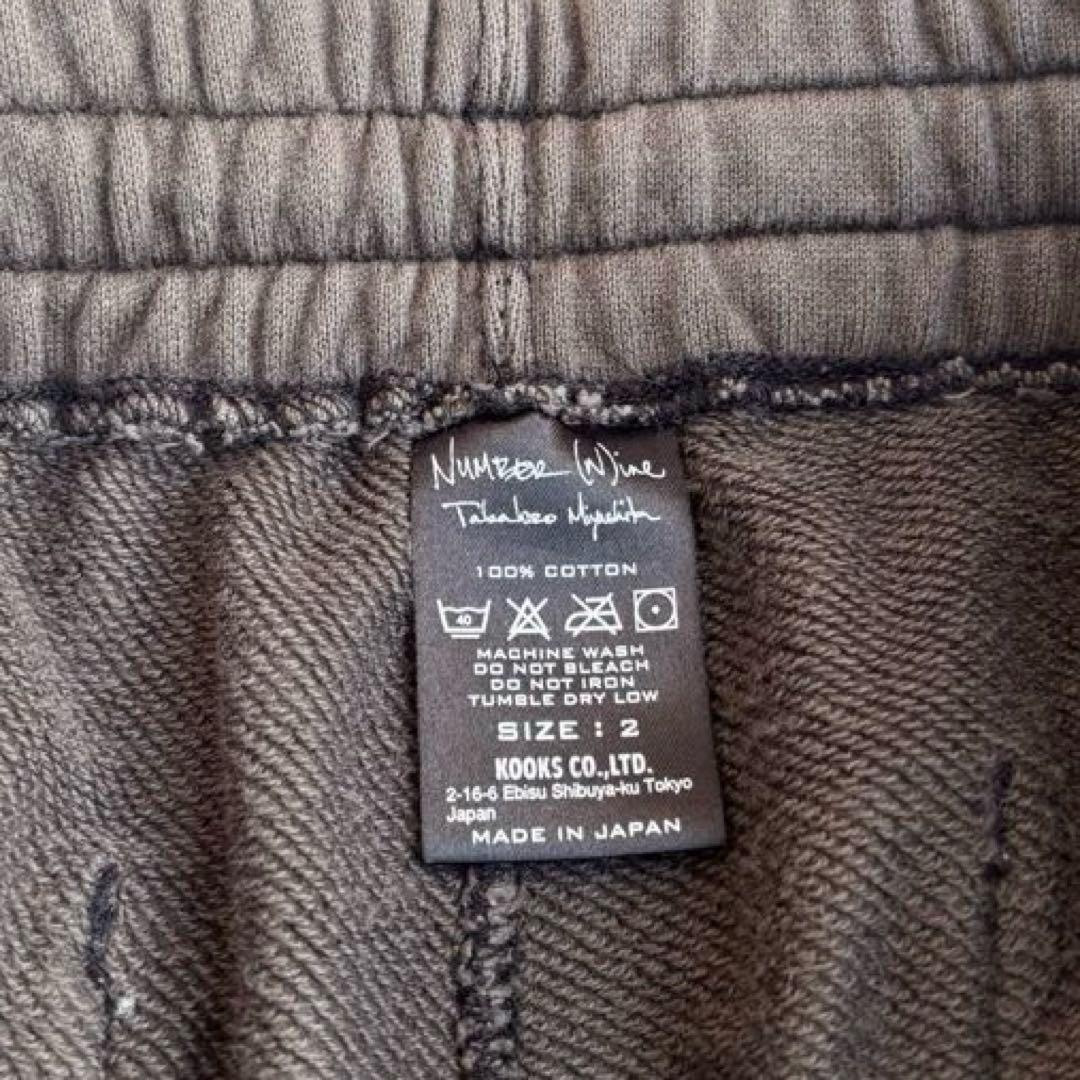 NUMBER (N)ine
Takahiro Miyashita
100% COTTON
40
MACHINE WASH
DO NOT BLEACH
DO NOT IRON
TUMBLE DRY LOW
SIZE : 2
KOOKS CO.,LTD.
2-16-6 Ebisu Shibuya-ku Tokyo
Japan
MADE IN JAPAN